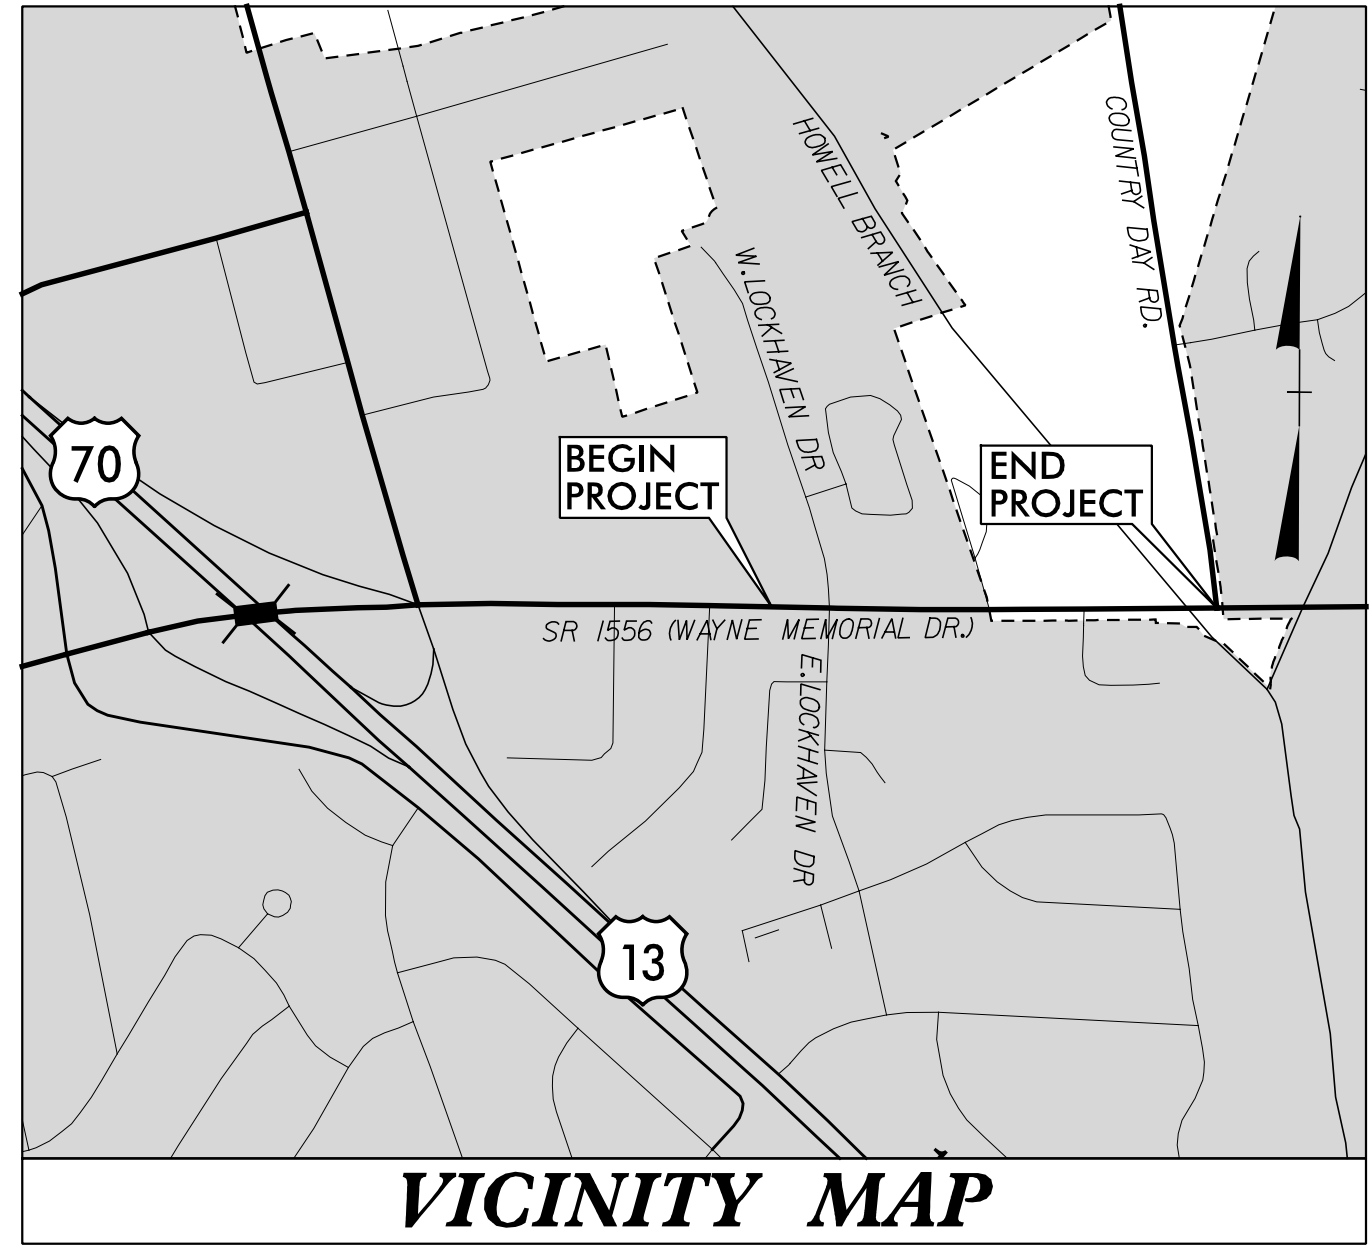 HOWELL BRANCH
COUNTRY DAY RD.
W. LOCKHAVEN DR
70
BEGIN
PROJECT
END
PROJECT
SR 1556 (WAYNE MEMORIAL DR.)
E. LOCKHAVEN DR
13
VICINITY MAP